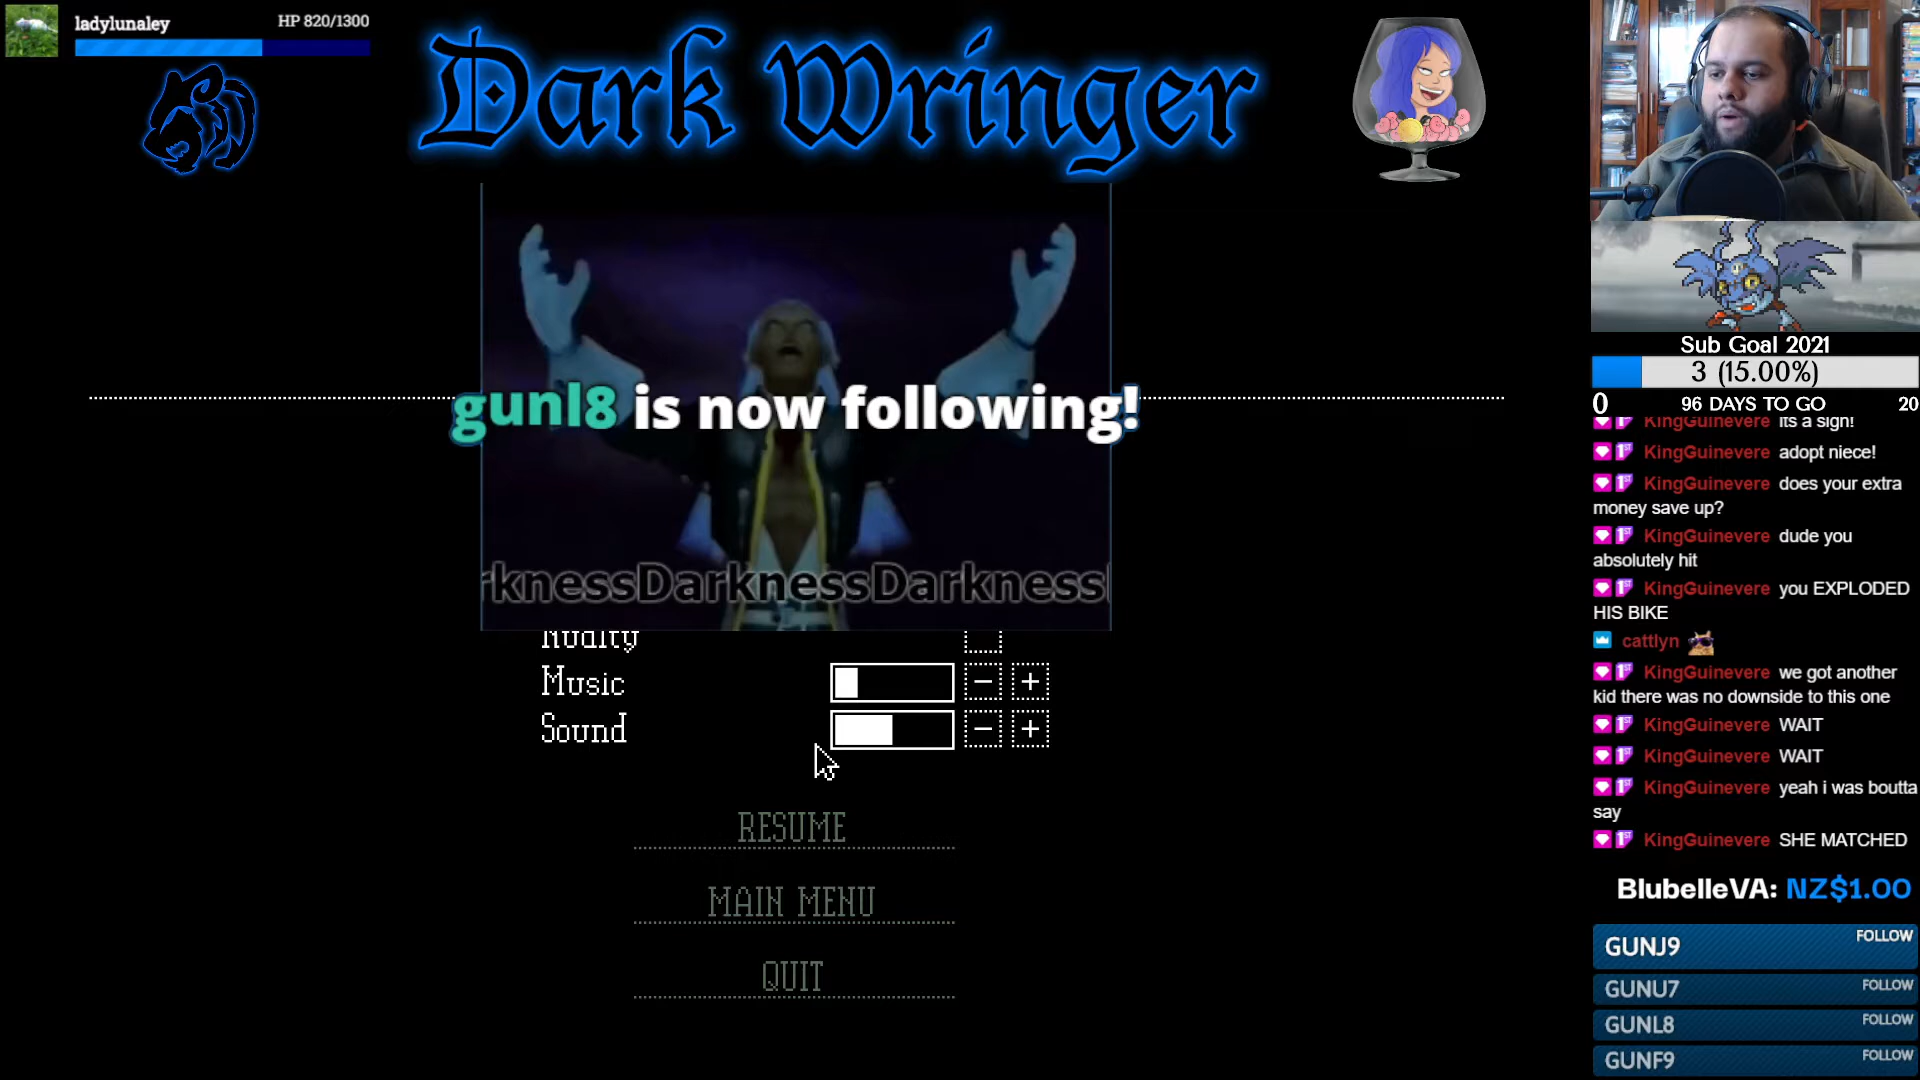 ladylunaley
HP 820/1300
Dark Wringer
gunl8 is now following!
DarknessDarkness
Nudity
Music
− +
Sound
− +
RESUME
MAIN MENU
QUIT
Sub Goal 2021
3 (15.00%)
0
96 DAYS TO GO
20
KingGuinevere its a sign!
KingGuinevere adopt niece!
KingGuinevere does your extra
money save up?
KingGuinevere dude you
absolutely hit
KingGuinevere you EXPLODED
HIS BIKE
cattlyn
KingGuinevere we got another
kid there was no downside to this one
KingGuinevere WAIT
KingGuinevere WAIT
KingGuinevere yeah i was boutta
say
KingGuinevere SHE MATCHED
BlubelleVA: NZ$1.00
GUNJ9 FOLLOW
GUNU7 FOLLOW
GUNL8 FOLLOW
GUNF9 FOLLOW